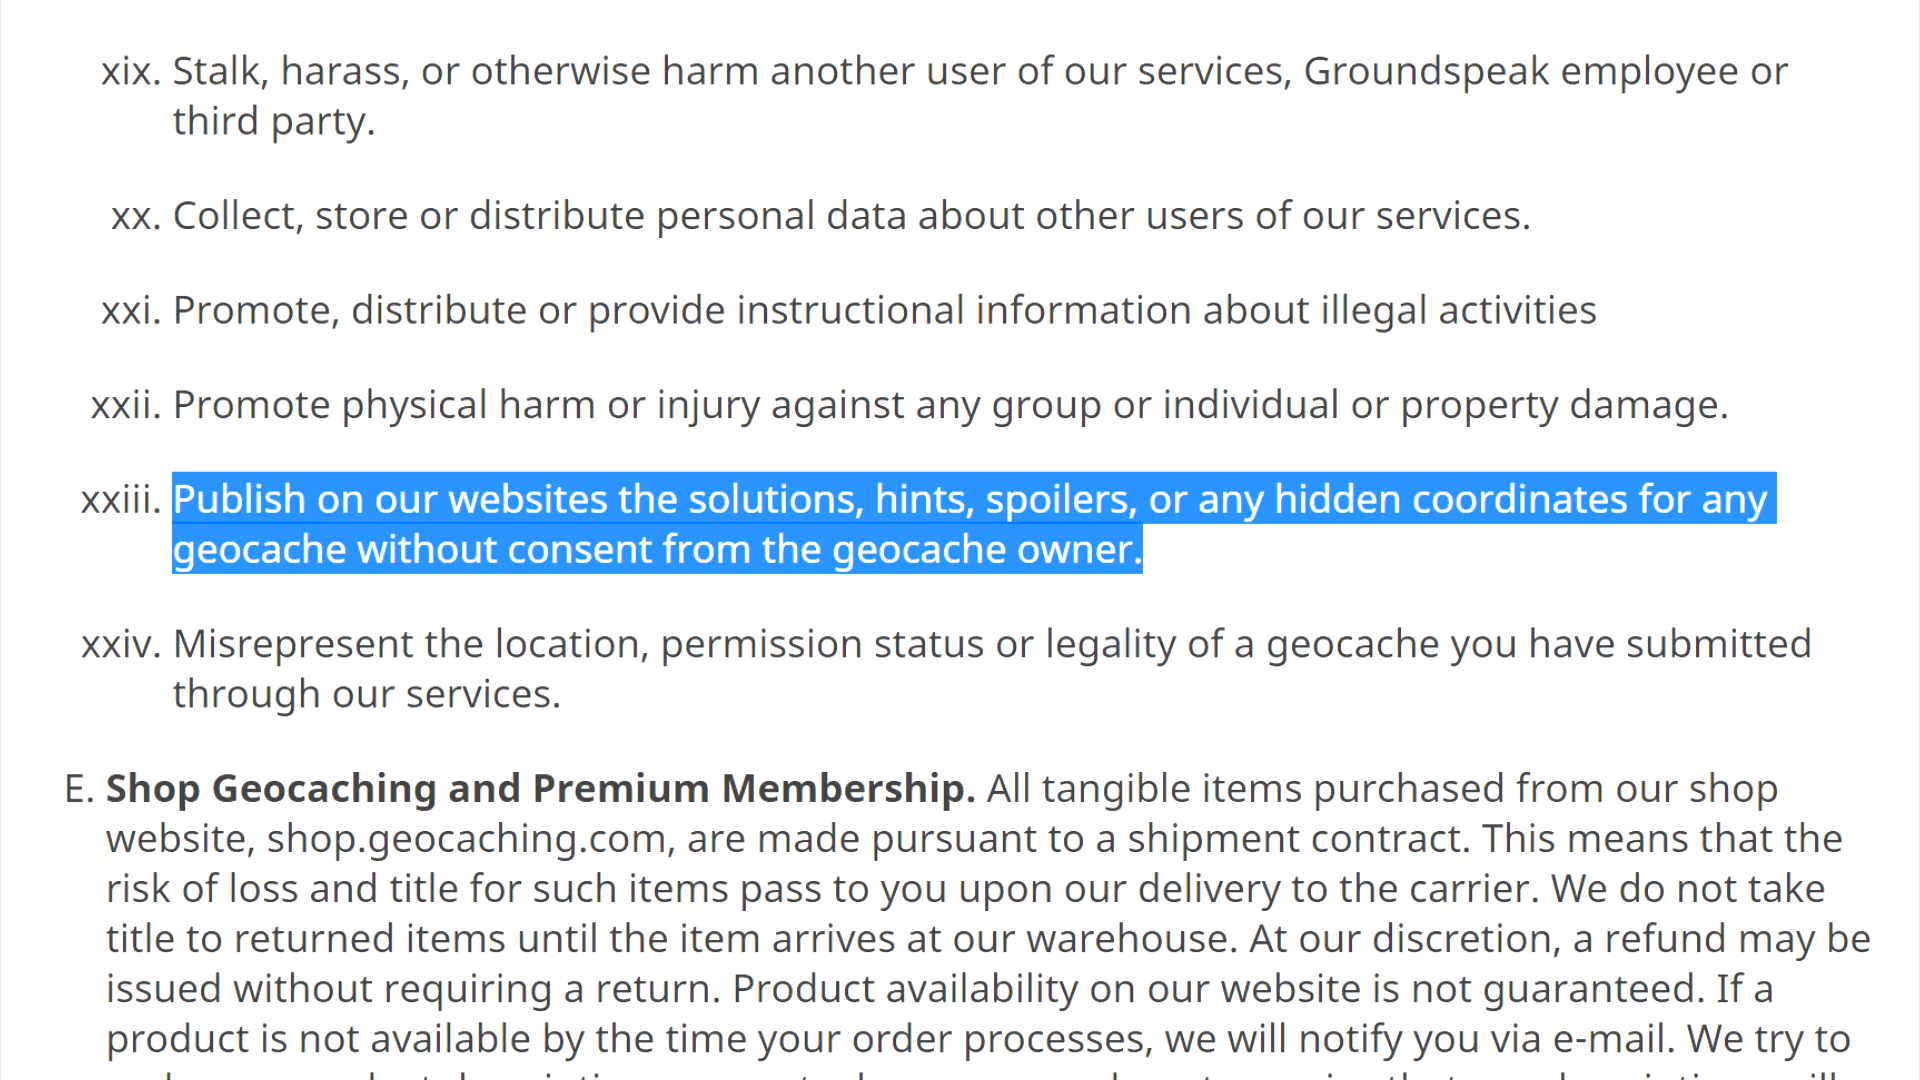 xix. Stalk, harass, or otherwise harm another user of our services, Groundspeak employee or
third party.
xx. Collect, store or distribute personal data about other users of our services.
xxi. Promote, distribute or provide instructional information about illegal activities
xxii. Promote physical harm or injury against any group or individual or property damage.
xxiii. Publish on our websites the solutions, hints, spoilers, or any hidden coordinates for any
geocache without consent from the geocache owner.
xxiv. Misrepresent the location, permission status or legality of a geocache you have submitted
through our services.
E. Shop Geocaching and Premium Membership. All tangible items purchased from our shop
website, shop.geocaching.com, are made pursuant to a shipment contract. This means that the
risk of loss and title for such items pass to you upon our delivery to the carrier. We do not take
title to returned items until the item arrives at our warehouse. At our discretion, a refund may be
issued without requiring a return. Product availability on our website is not guaranteed. If a
product is not available by the time your order processes, we will notify you via e-mail. We try to